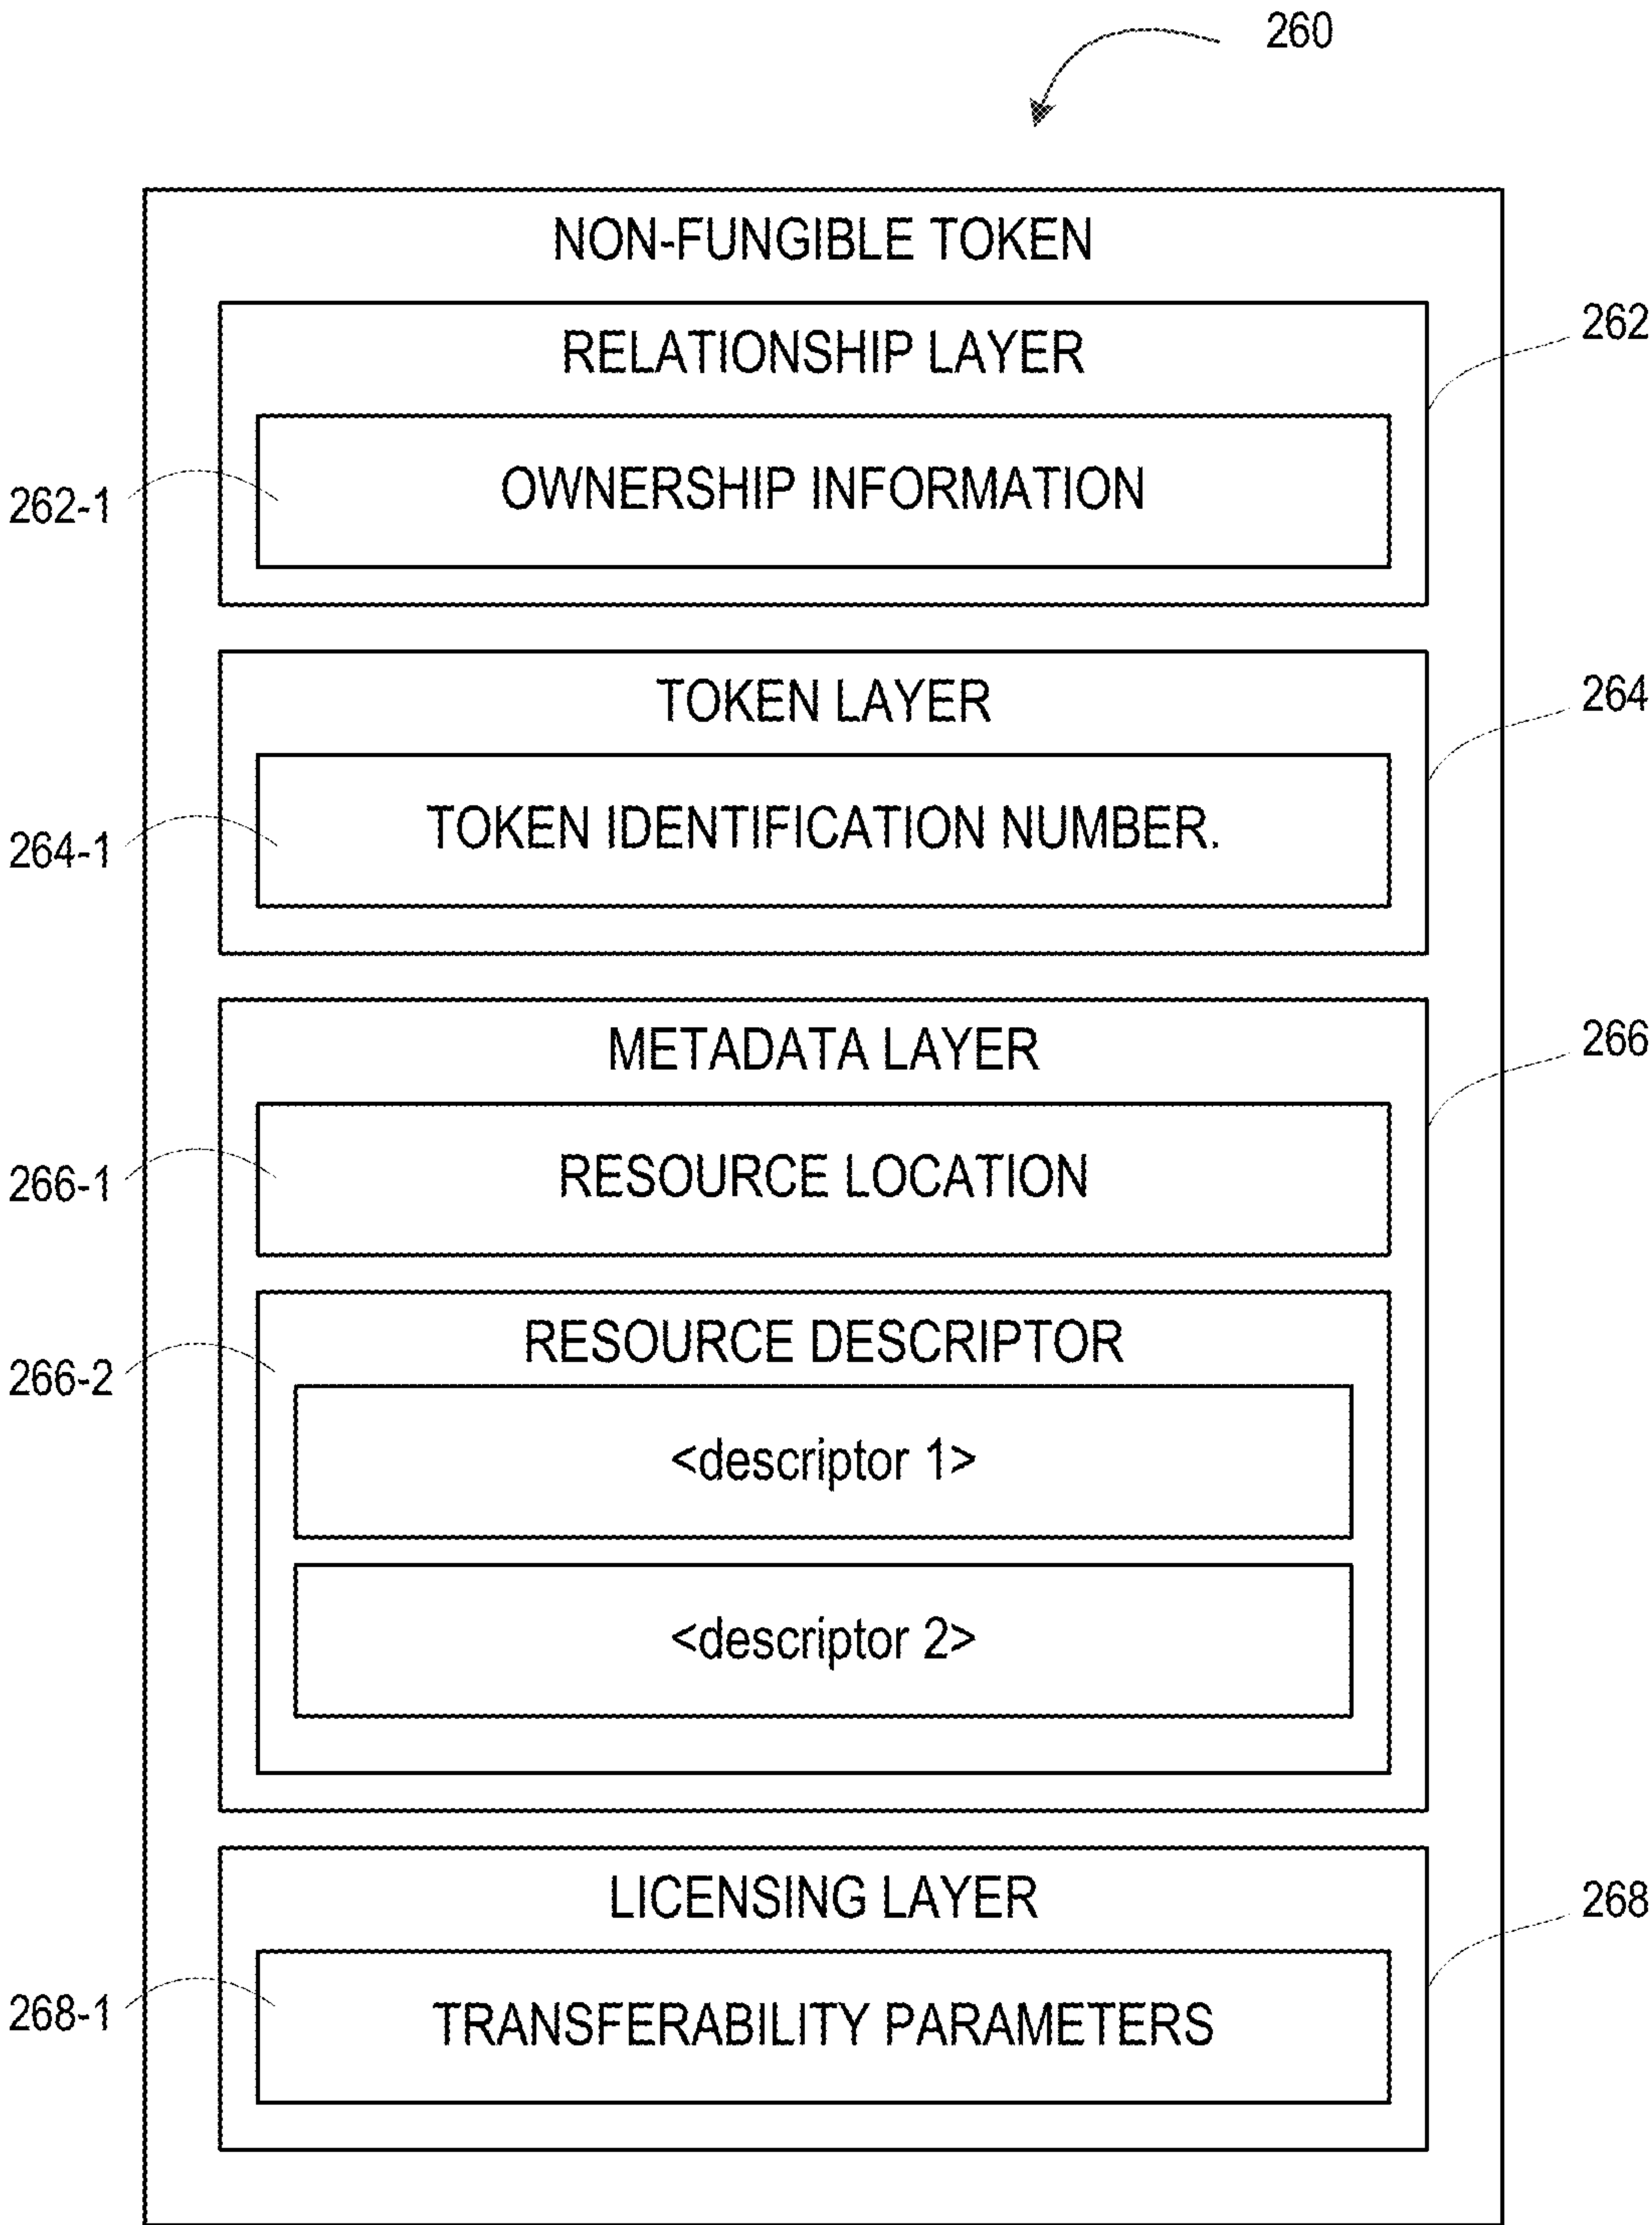 260
NON-FUNGIBLE TOKEN
RELATIONSHIP LAYER
262
OWNERSHIP INFORMATION
262-1
TOKEN LAYER
264
TOKEN IDENTIFICATION NUMBER.
264-1
METADATA LAYER
266
RESOURCE LOCATION
266-1
RESOURCE DESCRIPTOR
266-2
<descriptor 1>
<descriptor 2>
LICENSING LAYER
268
TRANSFERABILITY PARAMETERS
268-1